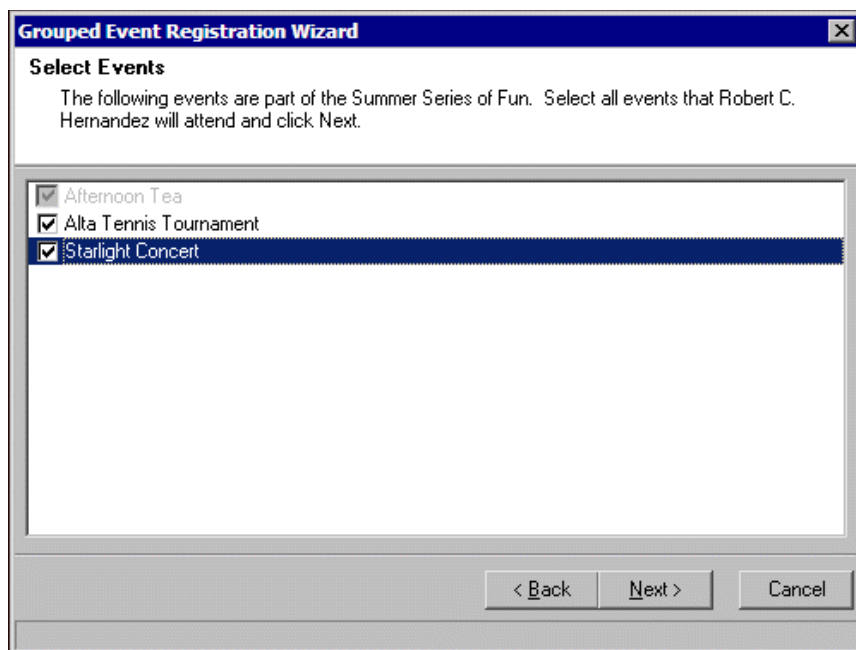 Grouped Event Registration Wizard
Select Events
The following events are part of the Summer Series of Fun.  Select all events that Robert C.
Hernandez will attend and click Next.
Afternoon Tea
Alta Tennis Tournament
Starlight Concert
< Back Next > Cancel